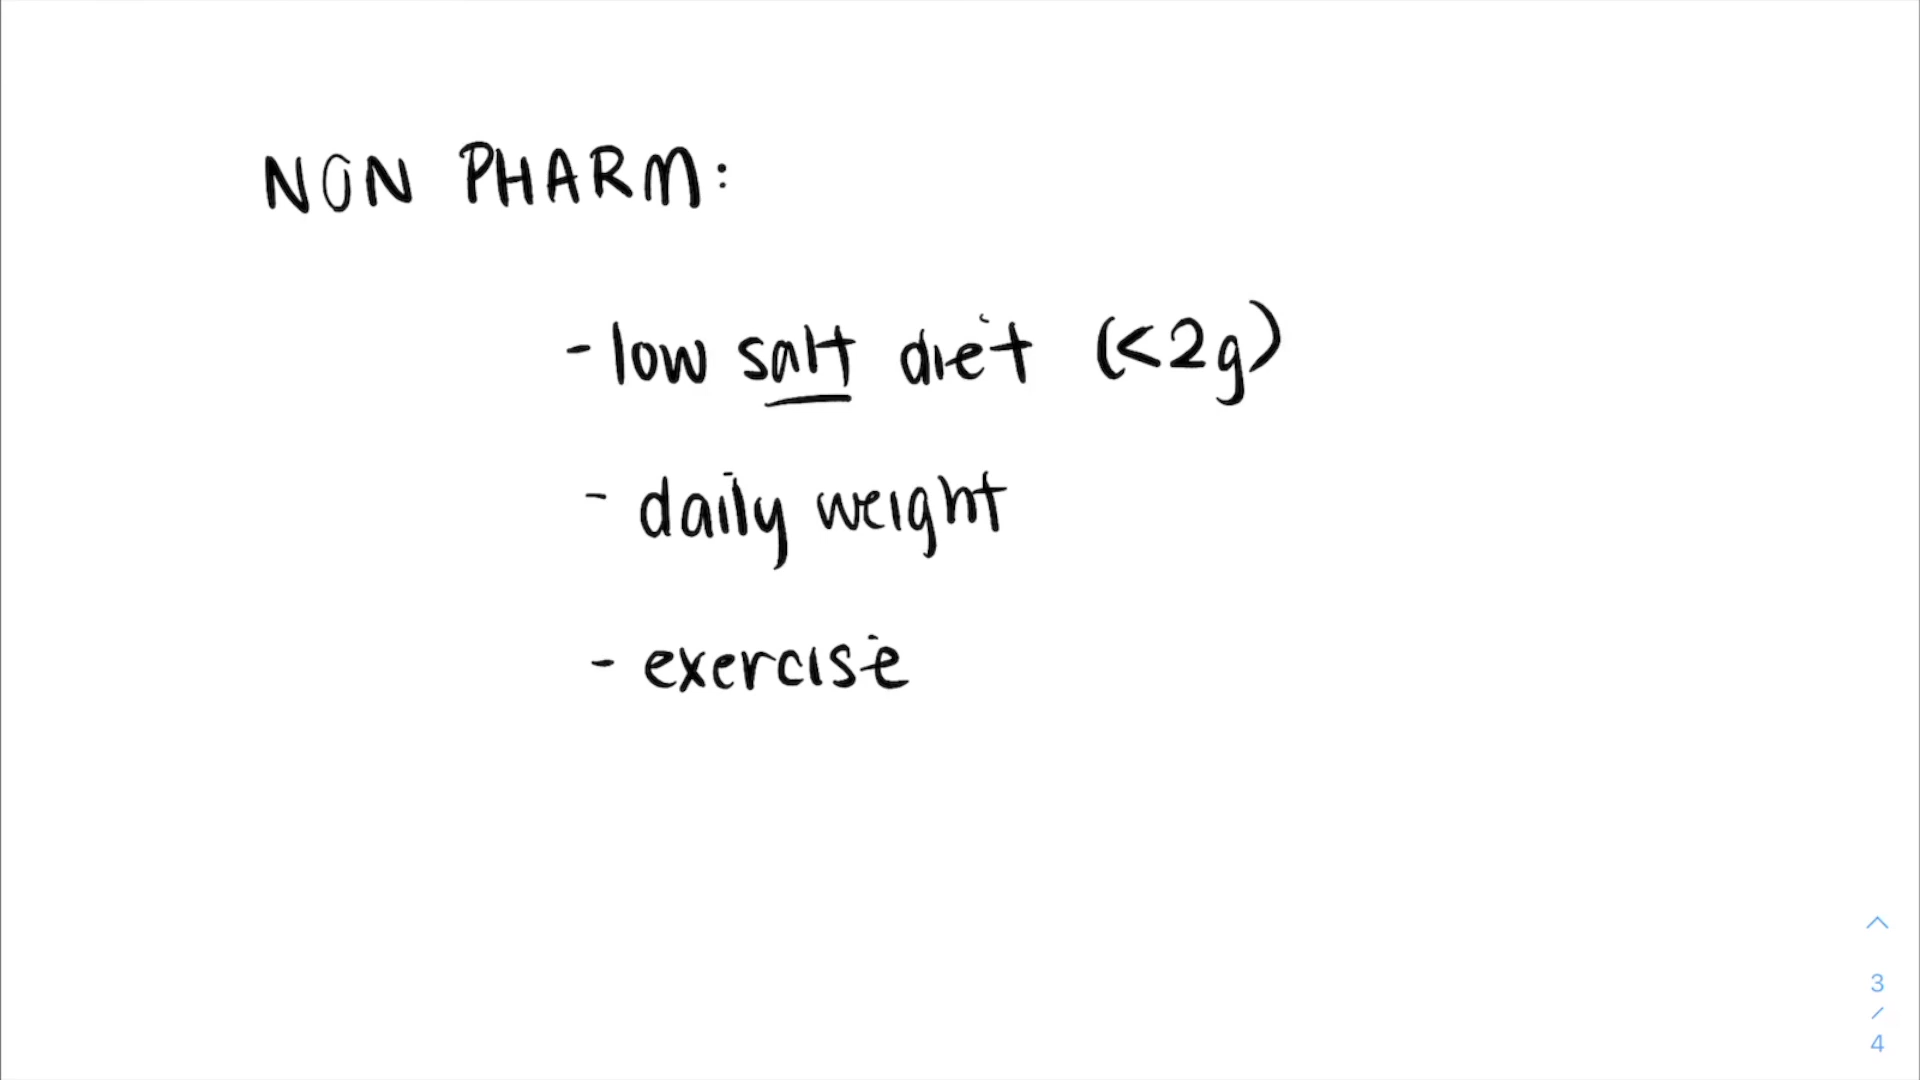 NON PHARM:
- low salt diet (<2g)
- daily weight
- exercise
3
/
4